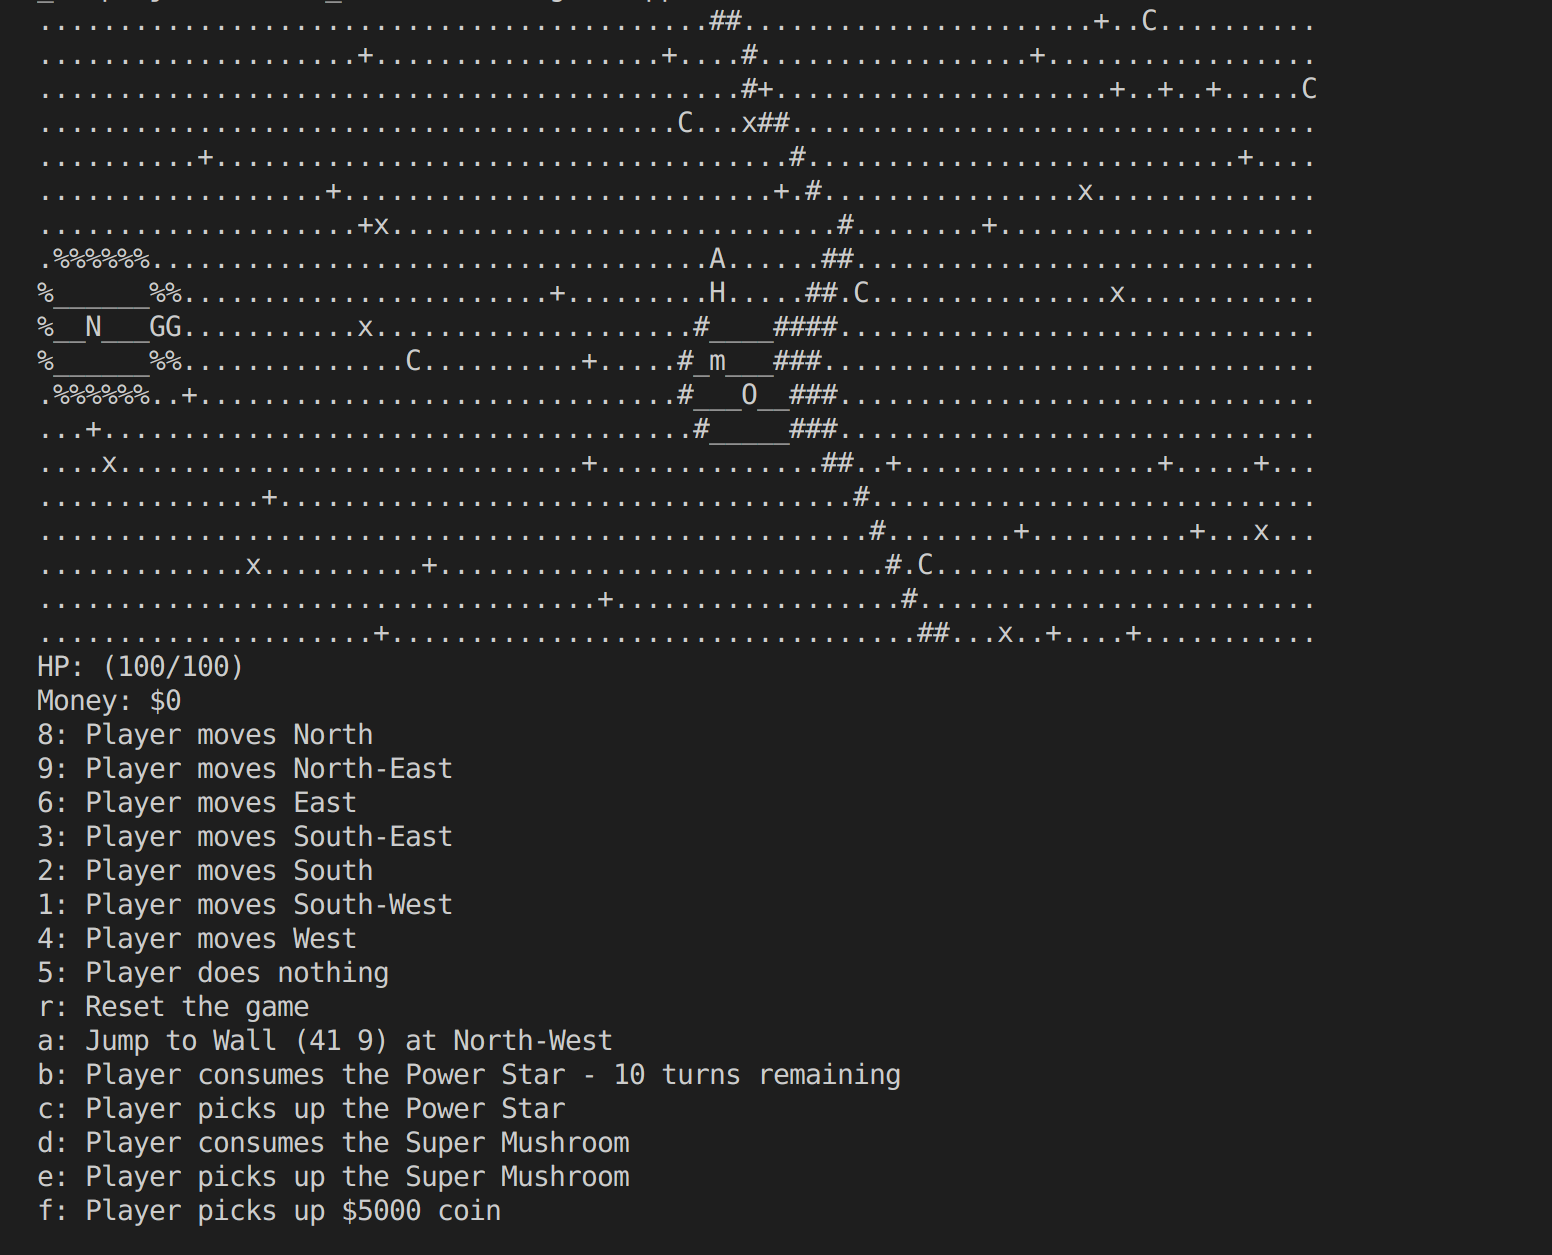 ..........................................##......................+..C..........
....................+..................+....#.................+.................
............................................#+.....................+..+..+.....C
........................................C...x##.................................
..........+....................................#...........................+....
..................+...........................+.#................x..............
....................+x............................#........+....................
.%%%%%%...................................A......##.............................
%______%%.......................+.........H.....##.C...............x............
%__N___GG...........x....................#____####..............................
%______%%..............C..........+.....#_m___###...............................
.%%%%%%..+..............................#___O__###..............................
...+.....................................#_____###..............................
....x.............................+..............##..+................+.....+...
..............+....................................#............................
....................................................#........+..........+...x...
.............x..........+............................#.C........................
...................................+..................#.........................
.....................+.................................##...x..+....+...........
HP: (100/100)
Money: $0
8: Player moves North
9: Player moves North-East
6: Player moves East
3: Player moves South-East
2: Player moves South
1: Player moves South-West
4: Player moves West
5: Player does nothing
r: Reset the game
a: Jump to Wall (41 9) at North-West
b: Player consumes the Power Star - 10 turns remaining
c: Player picks up the Power Star
d: Player consumes the Super Mushroom
e: Player picks up the Super Mushroom
f: Player picks up $5000 coin